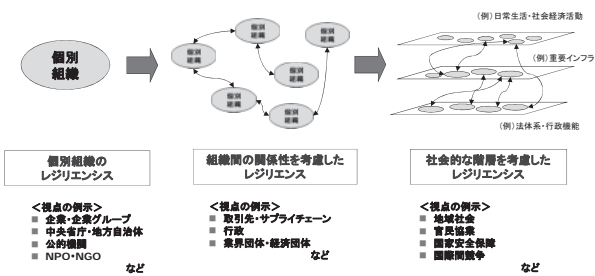 個別
組織
個別
組織
個別
組織
個別
組織
個別
組織
個別
組織
個別
組織
(例)日常生活・社会経済活動
(例)重要インフラ
(例)法体系・行政機能
個別組織の
レジリエンシス
組織間の関係性を考慮した
レジリエンス
社会的な階層を考慮した
レジリエンシス
＜視点の例示＞
■ 企業・企業グループ
■ 中央省庁・地方自治体
■ 公的機関
■ NPO・NGO
など
＜視点の例示＞
■ 取引先・サプライチェーン
■ 行政
■ 業界団体・経済団体
など
＜視点の例示＞
■ 地域社会
■ 官民協業
■ 国家安全保障
■ 国際間競争
など